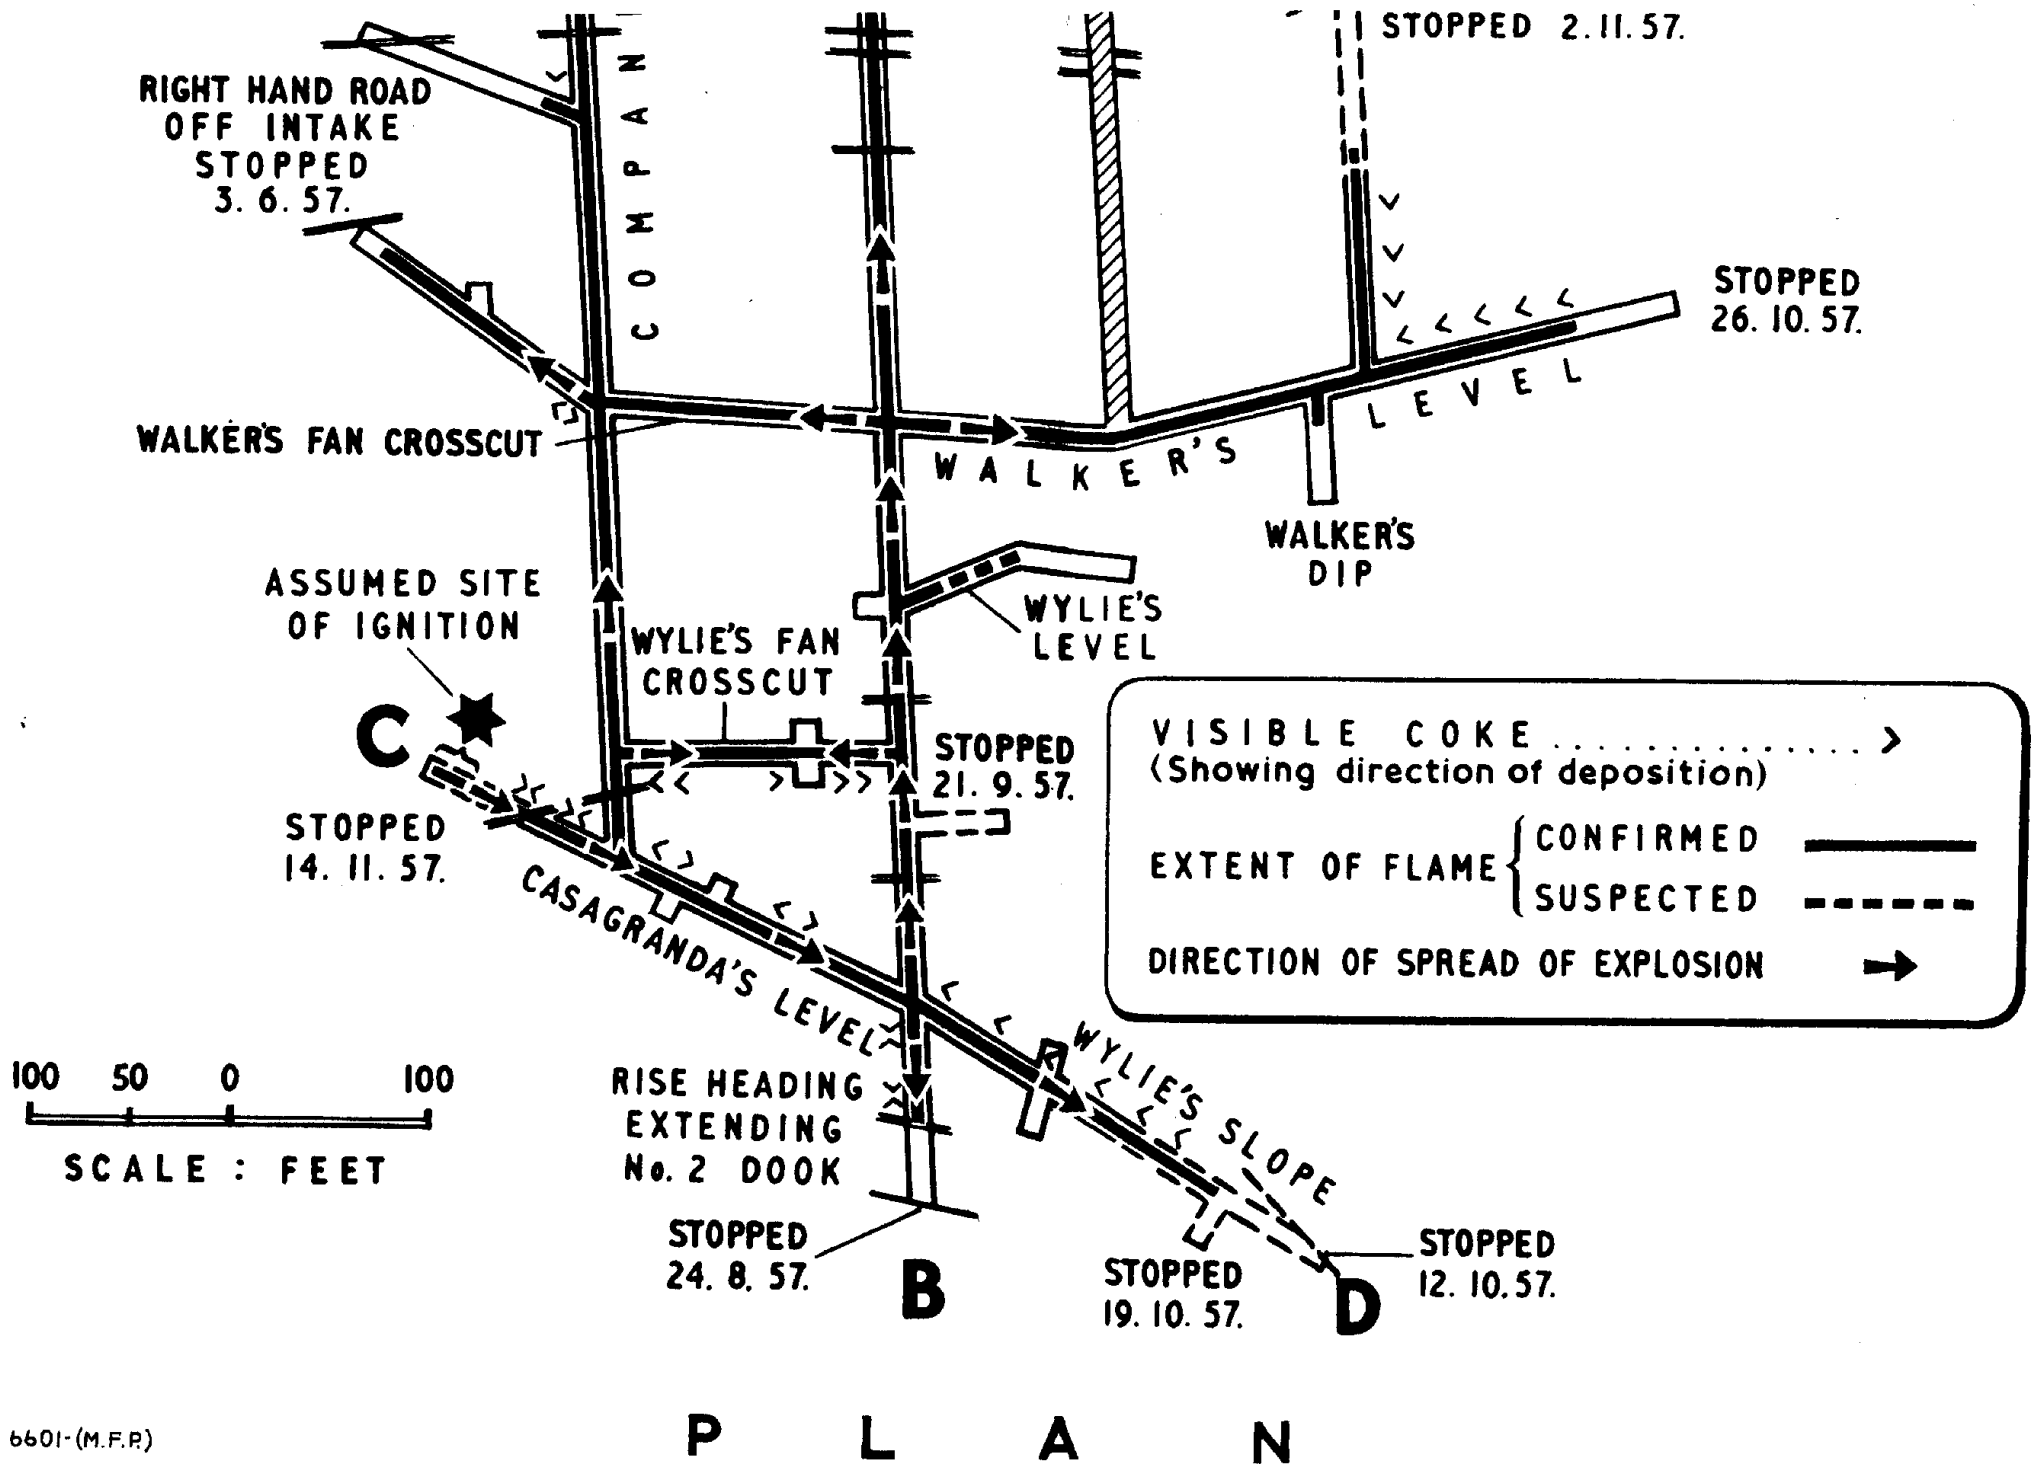 STOPPED 2.11.57.
RIGHT HAND ROAD
OFF INTAKE
STOPPED
3.6.57.
COMPAN
STOPPED
26.10.57.
WALKER'S FAN CROSSCUT
WALKER'S LEVEL
WALKER'S
DIP
ASSUMED SITE
OF IGNITION
WYLIE'S
LEVEL
WYLIE'S FAN
CROSSCUT
C
STOPPED
21.9.57.
STOPPED
14.11.57.
CASAGRANDA'S LEVEL
VISIBLE COKE .............. >
(Showing direction of deposition)
EXTENT OF FLAME { CONFIRMED
SUSPECTED
DIRECTION OF SPREAD OF EXPLOSION
WYLIE'S SLOPE
100 50 0 100
SCALE : FEET
RISE HEADING
EXTENDING
No. 2 DOOK
STOPPED
24.8.57.
B
STOPPED
19.10.57.
D
STOPPED
12.10.57.
PLAN
6601-(M.F.P.)